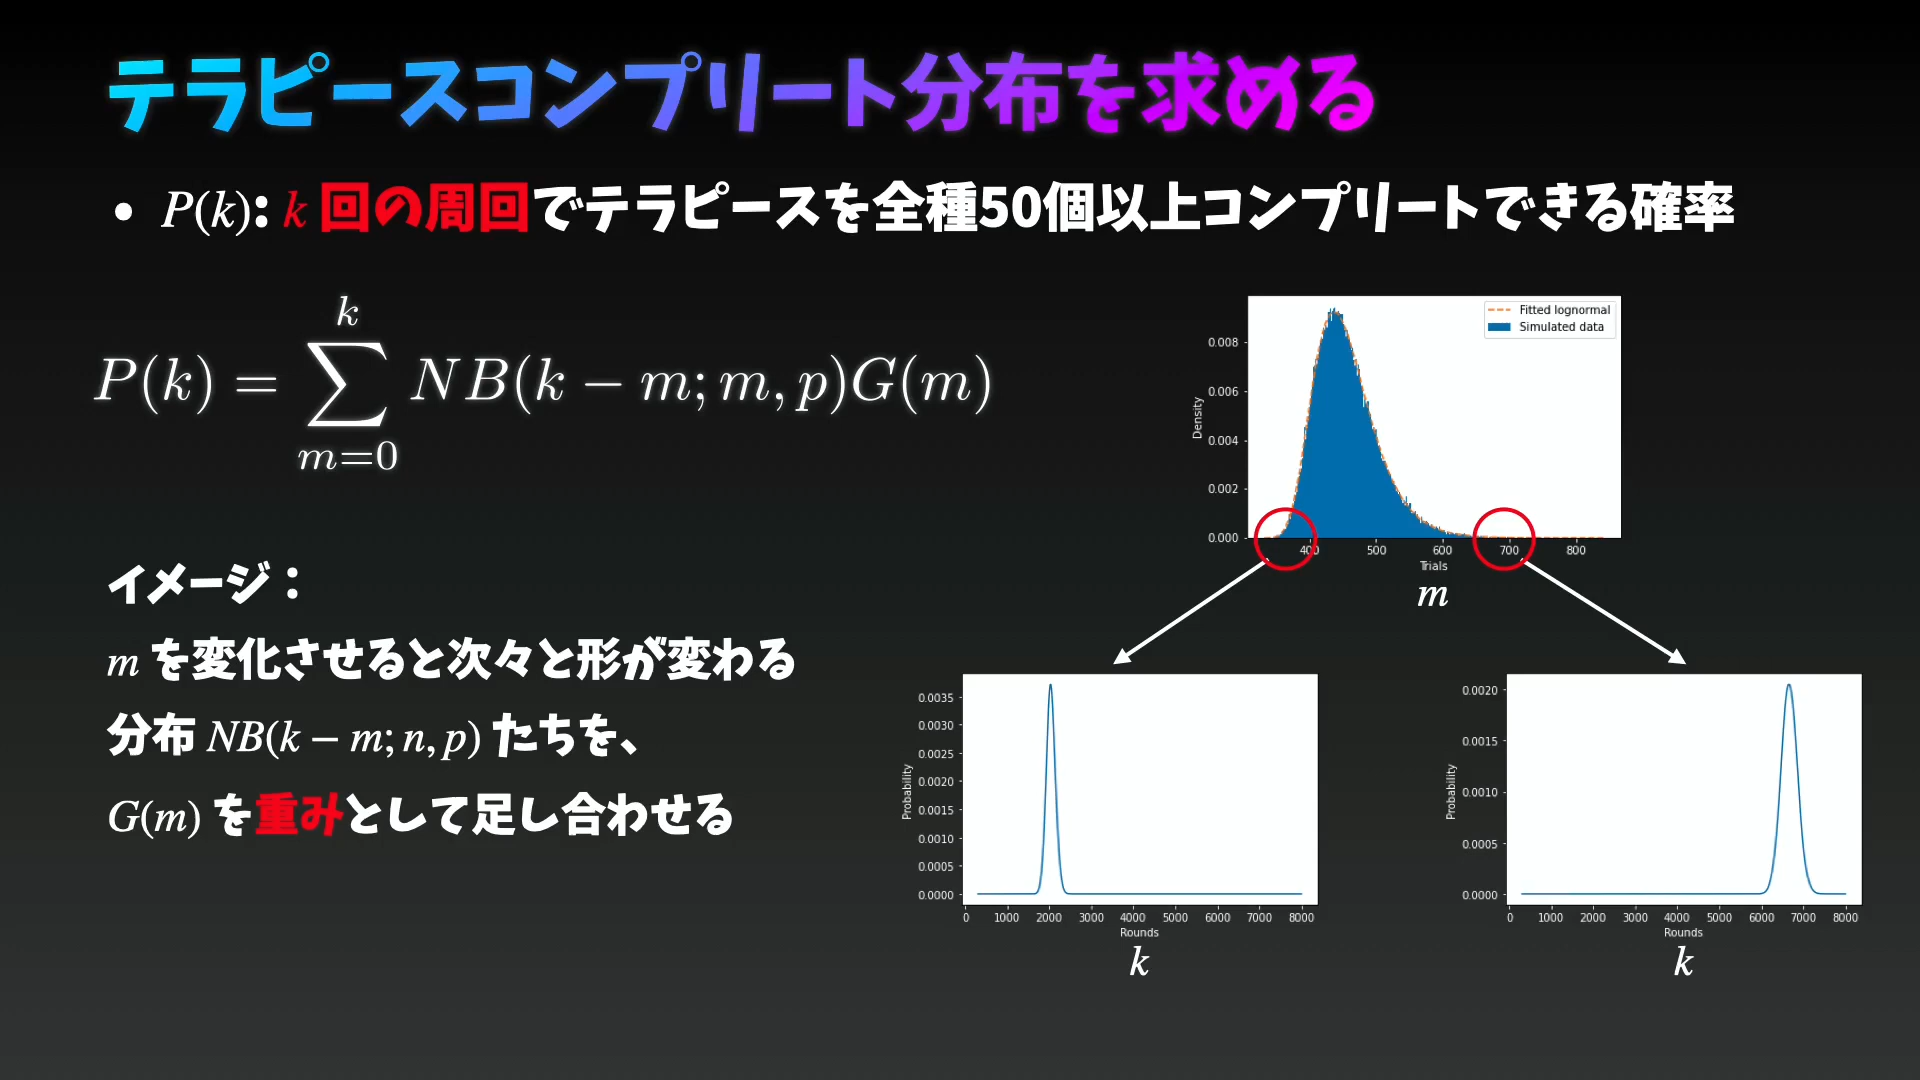 テラピースコンプリート分布を求める
• P(k): k 回の周回でテラピースを全種50個以上コンプリートできる確率
k
P(k) = ∑ NB(k − m; m, p)G(m)
m=0
イメージ：
m を変化させると次々と形が変わる
分布 NB(k − m; n, p) たちを、
G(m) を重みとして足し合わせる
Fitted lognormal
Simulated data
Density
0.008
0.006
0.004
0.002
0.000
400 500 600 700 800
Trials
m
Probability
0.0035
0.0030
0.0025
0.0020
0.0015
0.0010
0.0005
0.0000
0 1000 2000 3000 4000 5000 6000 7000 8000
Rounds
k
Probability
0.0020
0.0015
0.0010
0.0005
0.0000
0 1000 2000 3000 4000 5000 6000 7000 8000
Rounds
k